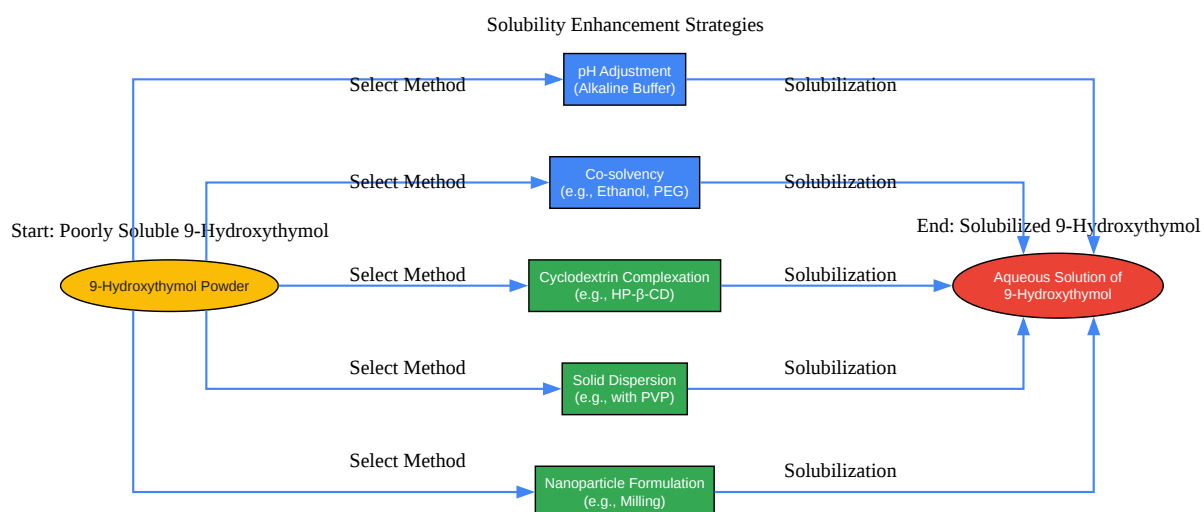 Solubility Enhancement Strategies
pH Adjustment
(Alkaline Buffer)
Select Method
Solubilization
Co-solvency
(e.g., Ethanol, PEG)
Select Method
Solubilization
Start: Poorly Soluble 9-Hydroxythymol
End: Solubilized 9-Hydroxythymol
9-Hydroxythymol Powder
Select Method
Cyclodextrin Complexation
(e.g., HP-β-CD)
Solubilization
Aqueous Solution of
9-Hydroxythymol
Select Method
Solid Dispersion
(e.g., with PVP)
Solubilization
Select Method
Nanoparticle Formulation
(e.g., Milling)
Solubilization